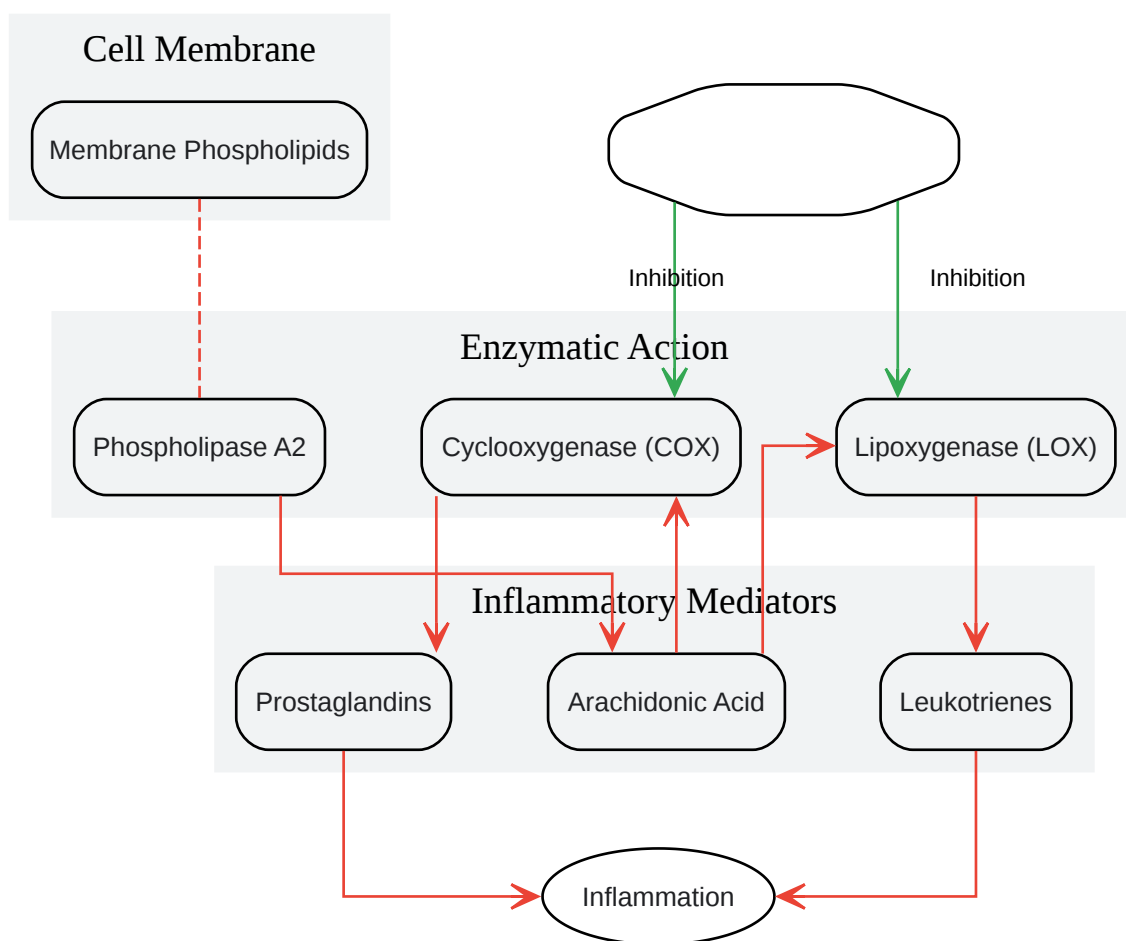 Cell Membrane
Membrane Phospholipids
Inhibition
Inhibition
Enzymatic Action
Phospholipase A2
Cyclooxygenase (COX)
Lipoxygenase (LOX)
Inflammatory Mediators
Prostaglandins
Arachidonic Acid
Leukotrienes
Inflammation